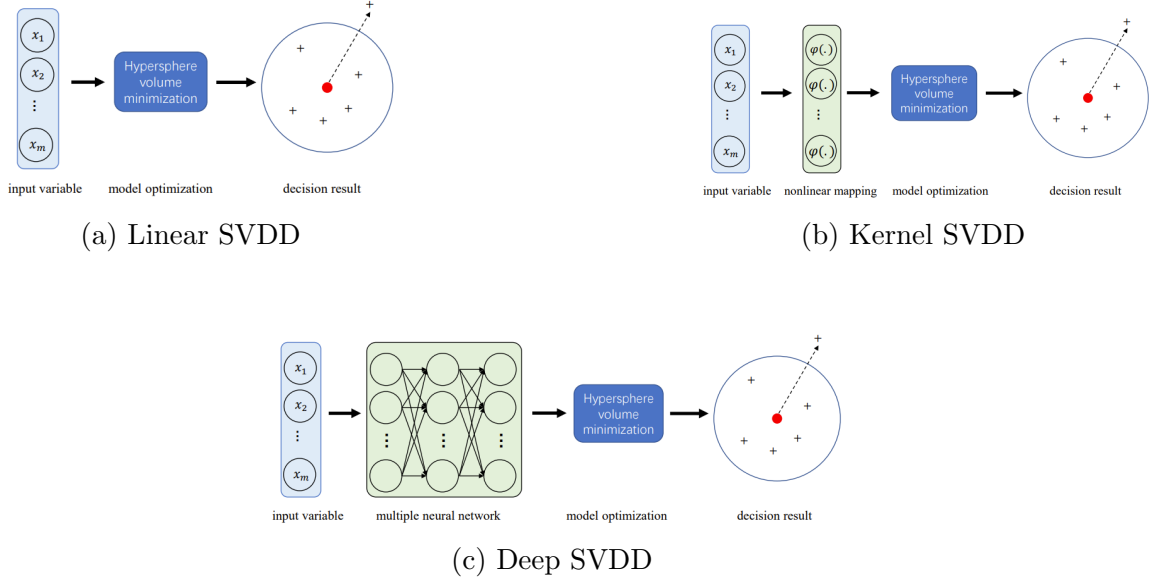 x₁
x₂
⋮
xₘ
Hypersphere
volume
minimization
input variable
model optimization
decision result
(a) Linear SVDD
x₁
x₂
⋮
xₘ
φ(.)
φ(.)
⋮
φ(.)
Hypersphere
volume
minimization
input variable
nonlinear mapping
model optimization
decision result
(b) Kernel SVDD
x₁
x₂
⋮
xₘ
Hypersphere
volume
minimization
input variable
multiple neural network
model optimization
decision result
(c) Deep SVDD